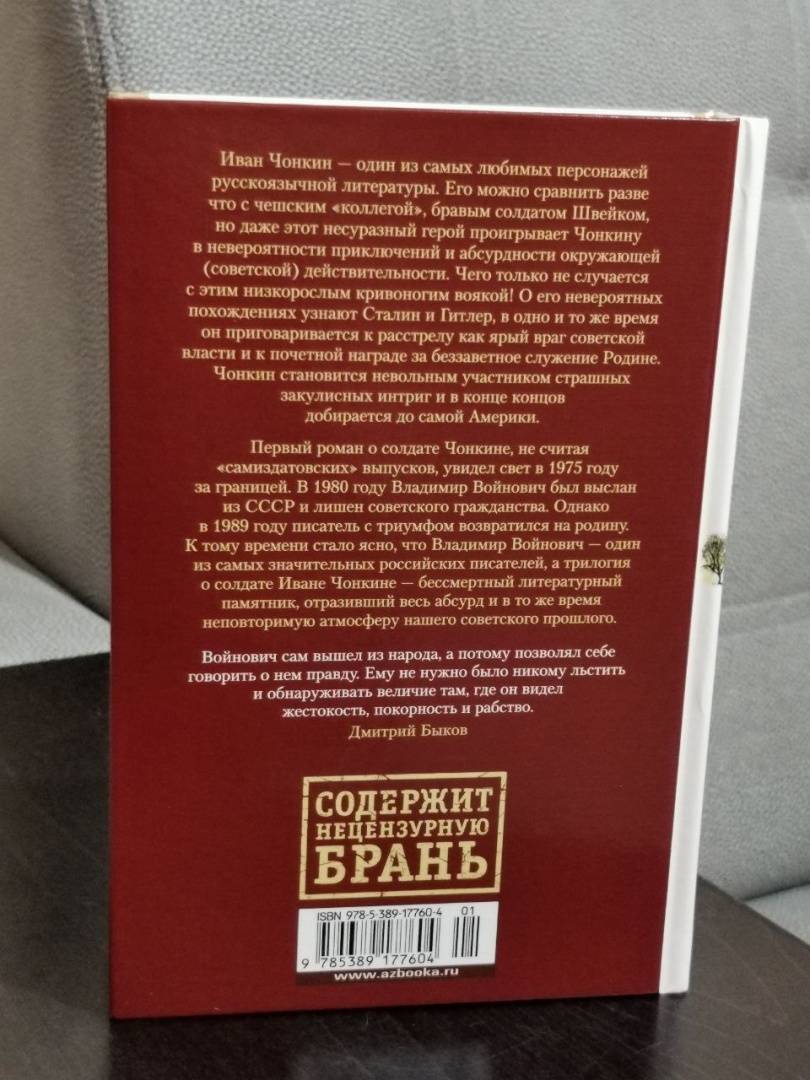 Иван Чонкин — один из самых любимых персонажей
русскоязычной литературы. Его можно сравнить разве
что с чешским «коллегой», бравым солдатом Швейком,
но даже этот несуразный герой проигрывает Чонкину
в невероятности приключений и абсурдности окружающей
(советской) действительности. Чего только не случается
с этим низкорослым кривоногим воякой! О его невероятных
похождениях узнают Сталин и Гитлер, в одно и то же время
он приговаривается к расстрелу как ярый враг советской
власти и к почетной награде за беззаветное служение Родине.
Чонкин становится невольным участником страшных
закулисных интриг и в конце концов
добирается до самой Америки.
Первый роман о солдате Чонкине, не считая
«самиздатовских» выпусков, увидел свет в 1975 году
за границей. В 1980 году Владимир Войнович был выслан
из СССР и лишен советского гражданства. Однако
в 1989 году писатель с триумфом возвратился на родину.
К тому времени стало ясно, что Владимир Войнович — один
из самых значительных российских писателей, а трилогия
о солдате Иване Чонкине — бессмертный литературный
памятник, отразивший весь абсурд и в то же время
неповторимую атмосферу нашего советского прошлого.
Войнович сам вышел из народа, а потому позволял себе
говорить о нем правду. Ему не нужно было никому льстить
и обнаруживать величие там, где он видел
жестокость, покорность и рабство.
Дмитрий Быков
СОДЕРЖИТ
НЕЦЕНЗУРНУЮ
БРАНЬ
ISBN 978-5-389-17760-4 01
9 785389 177604
www.azbooka.ru